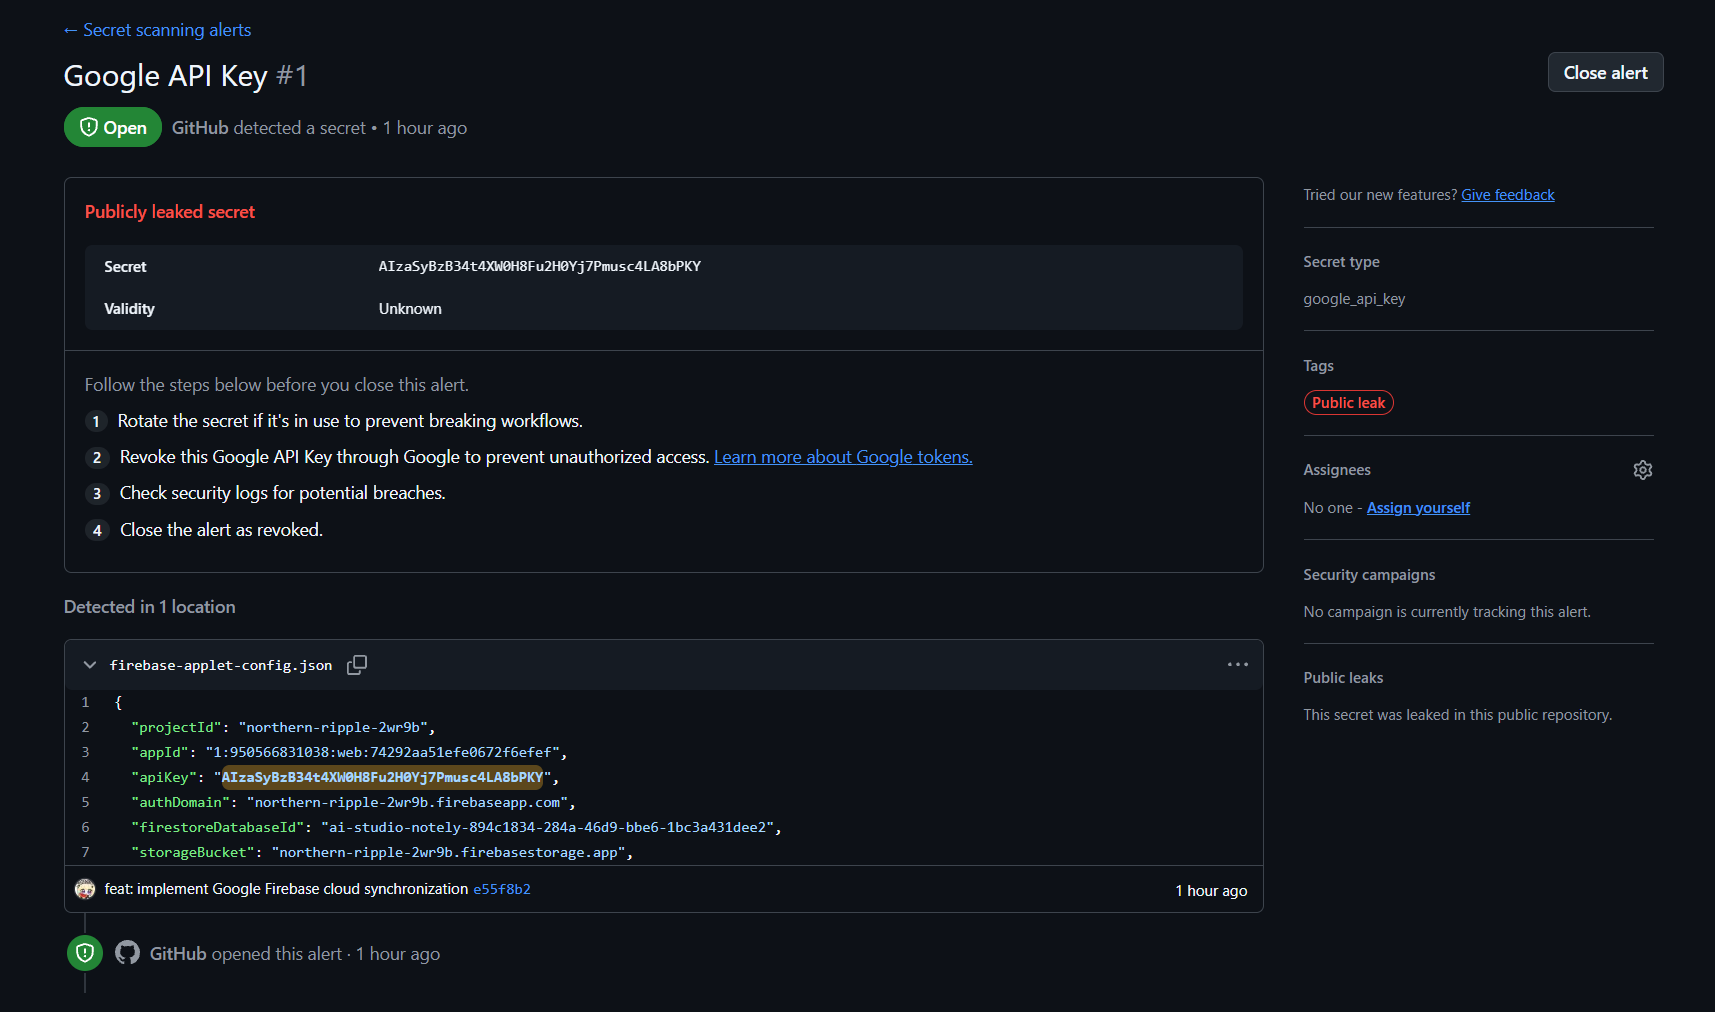 ← Secret scanning alerts
Google API Key #1
Close alert
Open GitHub detected a secret • 1 hour ago
Publicly leaked secret
Secret AIzaSyBzB34t4XW0H8Fu2H0Yj7Pmusc4LA8bPKY
Validity Unknown
Follow the steps below before you close this alert.
1 Rotate the secret if it's in use to prevent breaking workflows.
2 Revoke this Google API Key through Google to prevent unauthorized access. Learn more about Google tokens.
3 Check security logs for potential breaches.
4 Close the alert as revoked.
Detected in 1 location
firebase-applet-config.json
1 {
2 "projectId": "northern-ripple-2wr9b",
3 "appId": "1:950566831038:web:74292aa51efe0672f6efef",
4 "apiKey": "AIzaSyBzB34t4XW0H8Fu2H0Yj7Pmusc4LA8bPKY",
5 "authDomain": "northern-ripple-2wr9b.firebaseapp.com",
6 "firestoreDatabaseId": "ai-studio-notely-894c1834-284a-46d9-bbe6-1bc3a431dee2",
7 "storageBucket": "northern-ripple-2wr9b.firebasestorage.app",
feat: implement Google Firebase cloud synchronization e55f8b2
1 hour ago
GitHub opened this alert · 1 hour ago
Tried our new features? Give feedback
Secret type
google_api_key
Tags
Public leak
Assignees
No one - Assign yourself
Security campaigns
No campaign is currently tracking this alert.
Public leaks
This secret was leaked in this public repository.